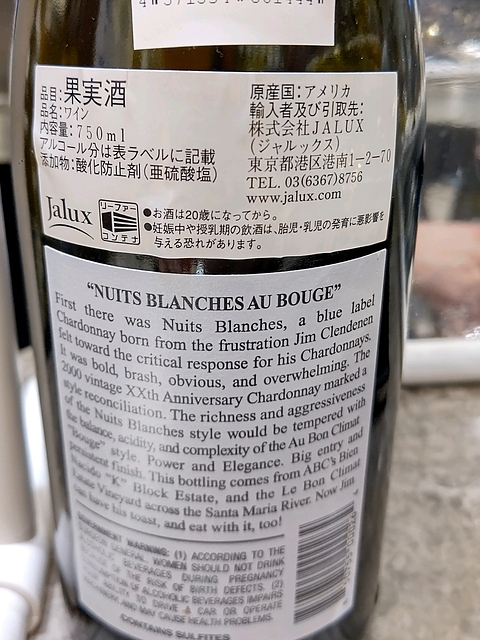 品目:果実酒
品名:ワイン
内容量:750ml
アルコール分は表ラベルに記載
添加物:酸化防止剤(亜硫酸塩)
原産国:アメリカ
輸入者及び引取先:
株式会社JALUX
(ジャルックス)
東京都港区港南1-2-70
TEL. 03(6367)8756
www.jalux.com
Jalux
リーファー
コンテナ
●お酒は20歳になってから。
●妊娠中や授乳期の飲酒は、胎児・乳児の発育に悪影響を
与える恐れがあります。
“NUITS BLANCHES AU BOUGE”
First there was Nuits Blanches, a blue label
Chardonnay born from the frustration Jim Clendenen
felt toward the critical response for his Chardonnays.
It was bold, brash, obvious, and overwhelming. The
2000 vintage XXth Anniversary Chardonnay marked a
style reconciliation. The richness and aggressiveness
of the Nuits Blanches style would be tempered with
the balance, acidity, and complexity of the Au Bon Climat
"Bouge" style. Power and Elegance. Big entry and
persistent finish. This bottling comes from ABC's Bien
Nacido "K" Block Estate, and the Le Bon Climat
Estate Vineyard across the Santa Maria River. Now Jim
can have his toast, and eat with it, too!
GOVERNMENT WARNING: (1) ACCORDING TO THE
SURGEON GENERAL, WOMEN SHOULD NOT DRINK
ALCOHOLIC BEVERAGES DURING PREGNANCY
BECAUSE OF THE RISK OF BIRTH DEFECTS. (2)
CONSUMPTION OF ALCOHOLIC BEVERAGES IMPAIRS
YOUR ABILITY TO DRIVE A CAR OR OPERATE
MACHINERY AND MAY CAUSE HEALTH PROBLEMS.
CONTAINS SULFITES